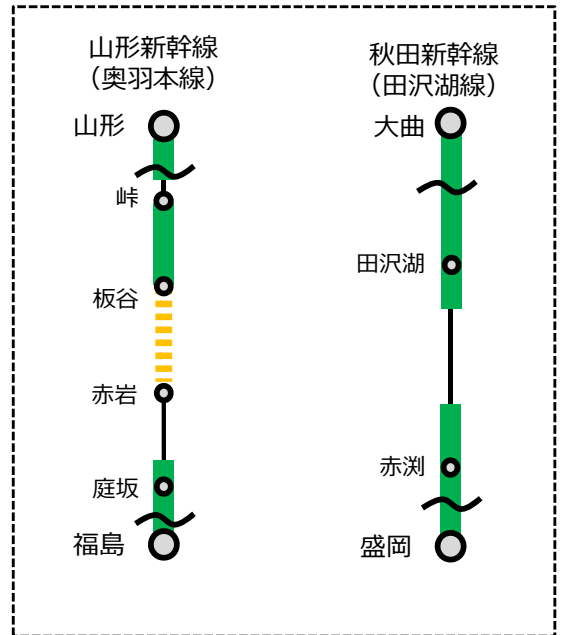 山形新幹線
（奥羽本線）
山形
峠
板谷
赤岩
庭坂
福島
秋田新幹線
（田沢湖線）
大曲
田沢湖
赤渕
盛岡